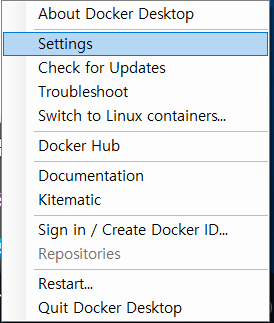 About Docker Desktop
Settings
Check for Updates
Troubleshoot
Switch to Linux containers...
Docker Hub
Documentation
Kitematic
Sign in / Create Docker ID...
Repositories
Restart...
Quit Docker Desktop